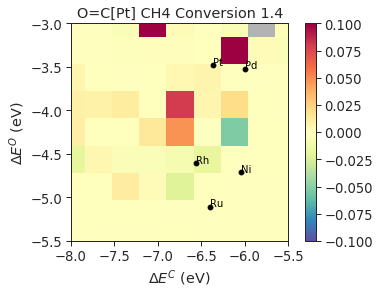 O=C[Pt] CH4 Conversion 1.4
ΔE^O (eV)
−3.0
−3.5
−4.0
−4.5
−5.0
−5.5
Pt
Pd
Rh
Ni
Ru
−8.0 −7.5 −7.0 −6.5 −6.0 −5.5
ΔE^C (eV)
0.100
0.075
0.050
0.025
0.000
−0.025
−0.050
−0.075
−0.100